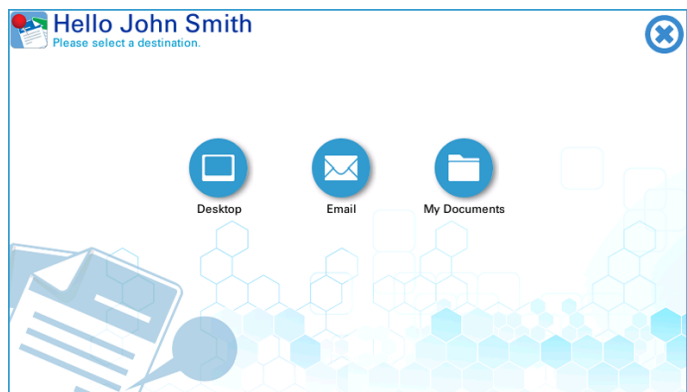 Hello John Smith
Please select a destination.
Desktop
Email
My Documents